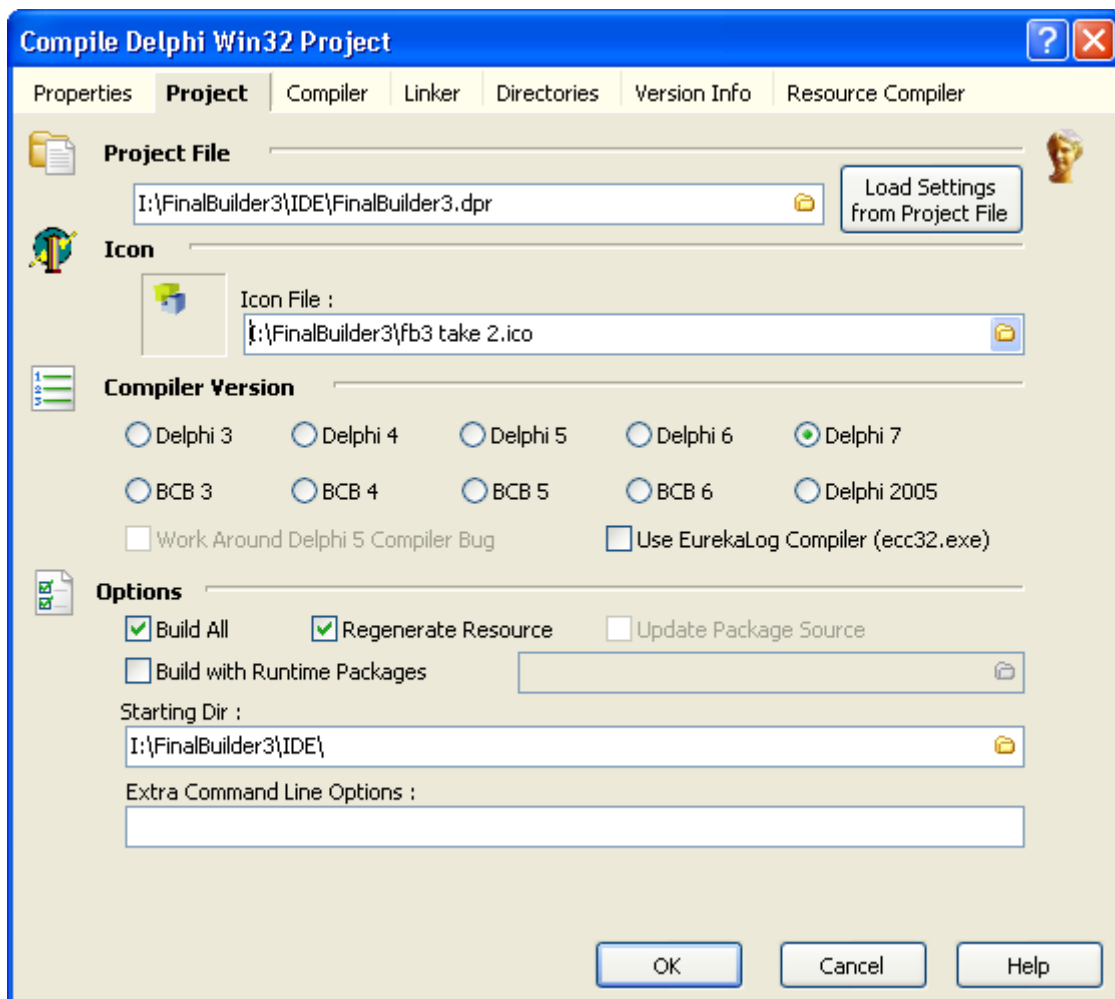 Compile Delphi Win32 Project
Properties Project Compiler Linker Directories Version Info Resource Compiler
Project File
I:\FinalBuilder3\IDE\FinalBuilder3.dpr
Load Settings
from Project File
Icon
Icon File :
I:\FinalBuilder3\fb3 take 2.ico
Compiler Version
Delphi 3 Delphi 4 Delphi 5 Delphi 6 Delphi 7
BCB 3 BCB 4 BCB 5 BCB 6 Delphi 2005
Work Around Delphi 5 Compiler Bug Use EurekaLog Compiler (ecc32.exe)
Options
Build All Regenerate Resource Update Package Source
Build with Runtime Packages
Starting Dir :
I:\FinalBuilder3\IDE\
Extra Command Line Options :
OK Cancel Help